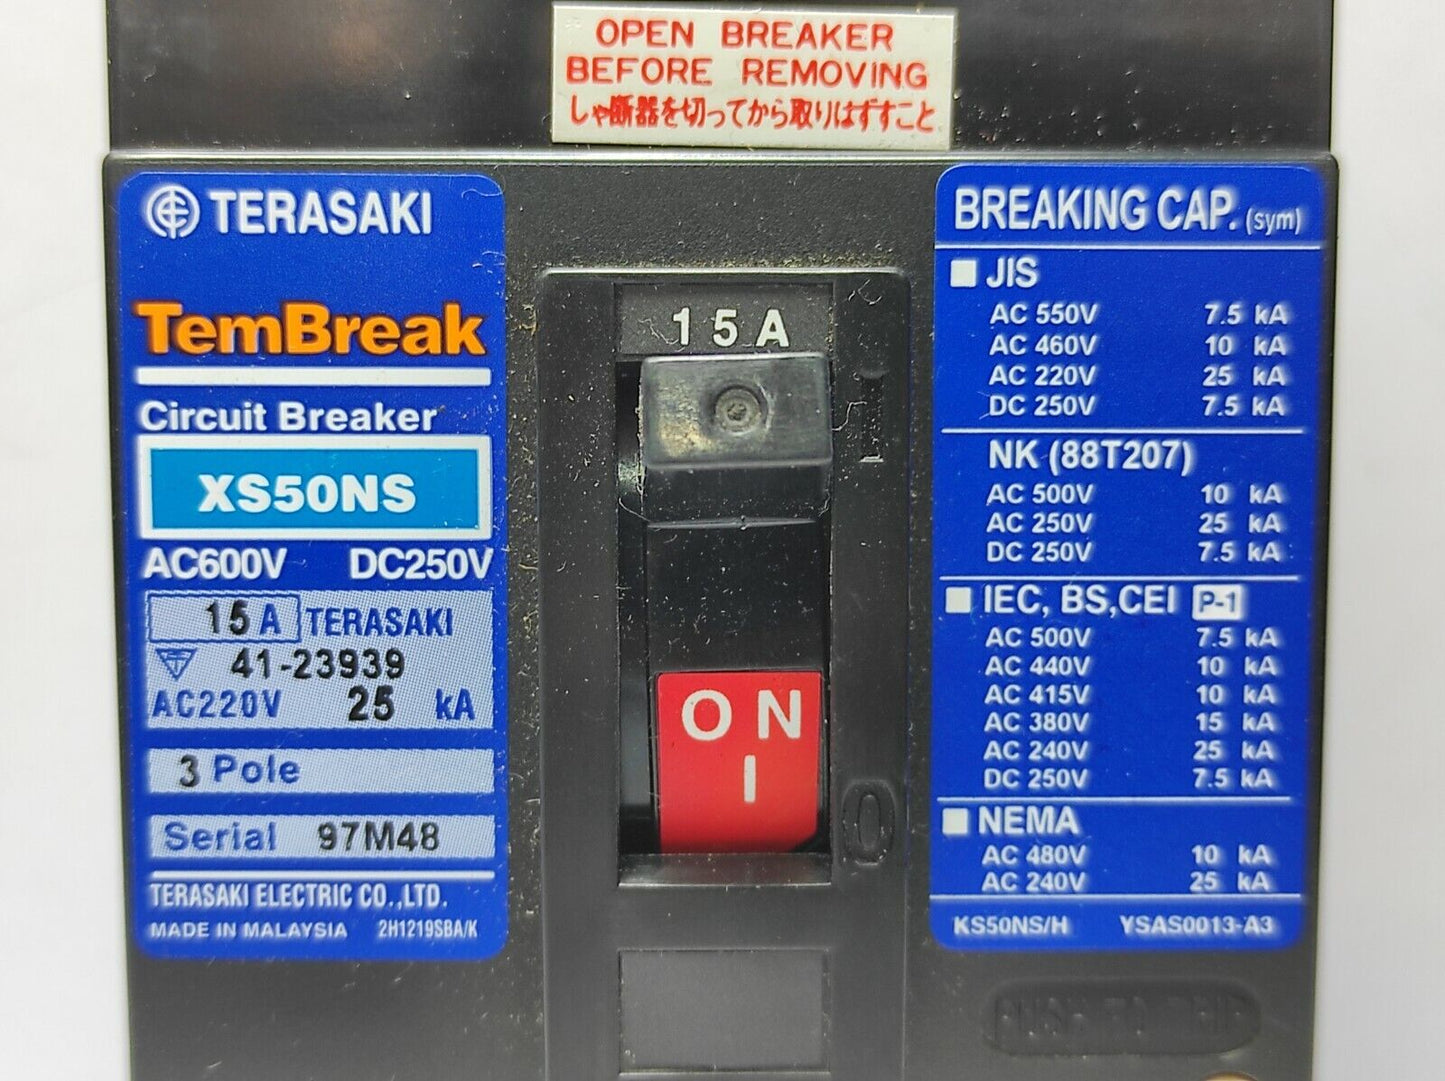 OPEN BREAKER
BEFORE REMOVING
しゃ断器を切ってから取りはずすこと
TERASAKI
TemBreak
Circuit Breaker
XS50NS
AC600V DC250V
15 A TERASAKI
41-23939
AC220V 25 kA
3 Pole
Serial 97M48
TERASAKI ELECTRIC CO.,LTD.
MADE IN MALAYSIA 2H1219SBA/K
15A
I
ON
I
O
BREAKING CAP. (sym)
JIS
AC 550V 7.5 kA
AC 460V 10 kA
AC 220V 25 kA
DC 250V 7.5 kA
NK (88T207)
AC 500V 10 kA
AC 250V 25 kA
DC 250V 7.5 kA
IEC, BS,CEI P-1
AC 500V 7.5 kA
AC 440V 10 kA
AC 415V 10 kA
AC 380V 15 kA
AC 240V 25 kA
DC 250V 7.5 kA
NEMA
AC 480V 10 kA
AC 240V 25 kA
KS50NS/H YSAS0013-A3
PUSH TO TRIP